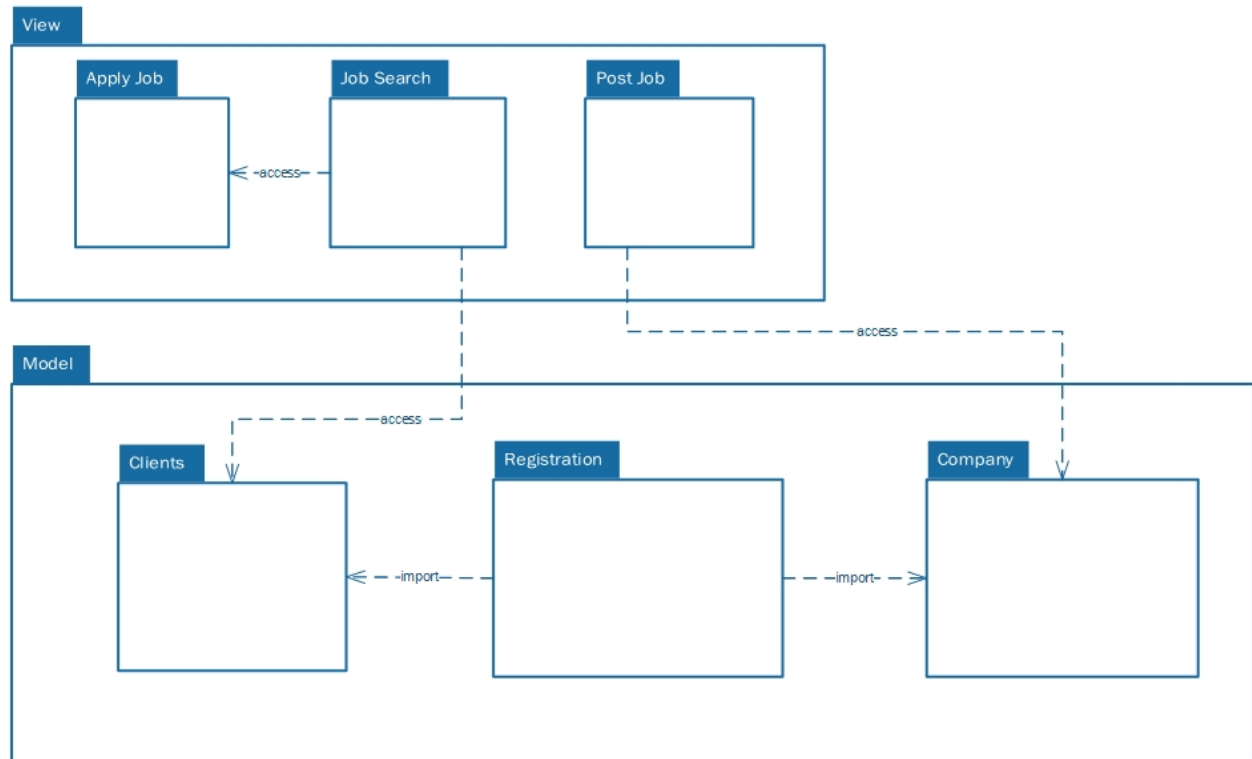 View
Apply Job
Job Search
Post Job
access
access
Model
access
Clients
Registration
Company
import
import